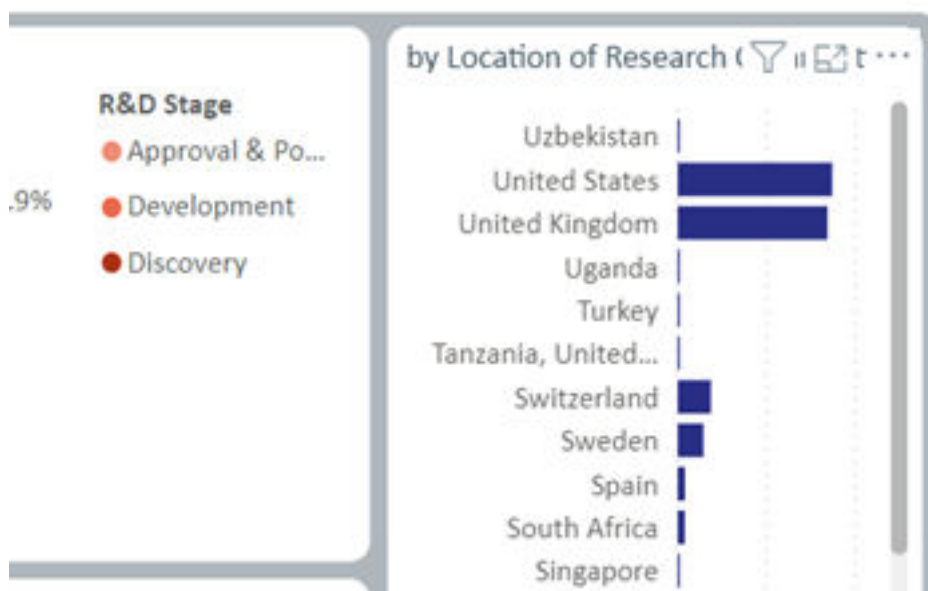 R&D Stage
Approval & Po...
Development
Discovery
.9%
by Location of Research
Uzbekistan
United States
United Kingdom
Uganda
Turkey
Tanzania, United...
Switzerland
Sweden
Spain
South Africa
Singapore